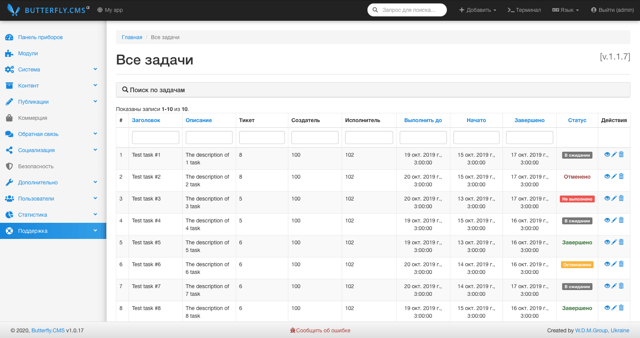 BUTTERFLY.CMS
My app
Запрос для поиска...
Добавить
Терминал
Язык
Выйти (admin)
Панель приборов
Модули
Система
Контент
Публикации
Коммерция
Обратная связь
Социализация
Безопасность
Дополнительно
Пользователи
Статистика
Поддержка
Главная / Все задачи
Все задачи
[v.1.1.7]
Поиск по задачам
Показаны записи 1-10 из 10.
# Заголовок Описание Тикет Создатель Исполнитель Выполнить до Начато Завершено Статус Действия
1 Test task #1 The description of 1 task 8 100 102 19 окт. 2019 г., 3:00:00 15 окт. 2019 г., 3:00:00 17 окт. 2019 г., 3:00:00 В ожидании
2 Test task #2 The description of 2 task 8 100 102 20 окт. 2019 г., 3:00:00 15 окт. 2019 г., 3:00:00 17 окт. 2019 г., 3:00:00 Отменено
3 Test task #3 The description of 3 task 5 100 102 20 окт. 2019 г., 3:00:00 13 окт. 2019 г., 3:00:00 17 окт. 2019 г., 3:00:00 Не выполнено
4 Test task #4 The description of 4 task 5 100 102 19 окт. 2019 г., 3:00:00 15 окт. 2019 г., 3:00:00 16 окт. 2019 г., 3:00:00 В ожидании
5 Test task #5 The description of 5 task 6 100 102 19 окт. 2019 г., 3:00:00 13 окт. 2019 г., 3:00:00 16 окт. 2019 г., 3:00:00 Завершено
6 Test task #6 The description of 6 task 6 100 102 20 окт. 2019 г., 3:00:00 14 окт. 2019 г., 3:00:00 16 окт. 2019 г., 3:00:00
7 Test task #7 The description of 7 task 6 100 102 19 окт. 2019 г., 3:00:00 14 окт. 2019 г., 3:00:00 17 окт. 2019 г., 3:00:00 В ожидании
8 Test task #8 The description of 8 task 6 100 102 20 окт. 2019 г., 3:00:00 14 окт. 2019 г., 3:00:00 16 окт. 2019 г., 3:00:00 Завершено
© 2020, Butterfly.CMS v1.0.17
Сообщить об ошибке
Created by W.D.M.Group, Ukraine